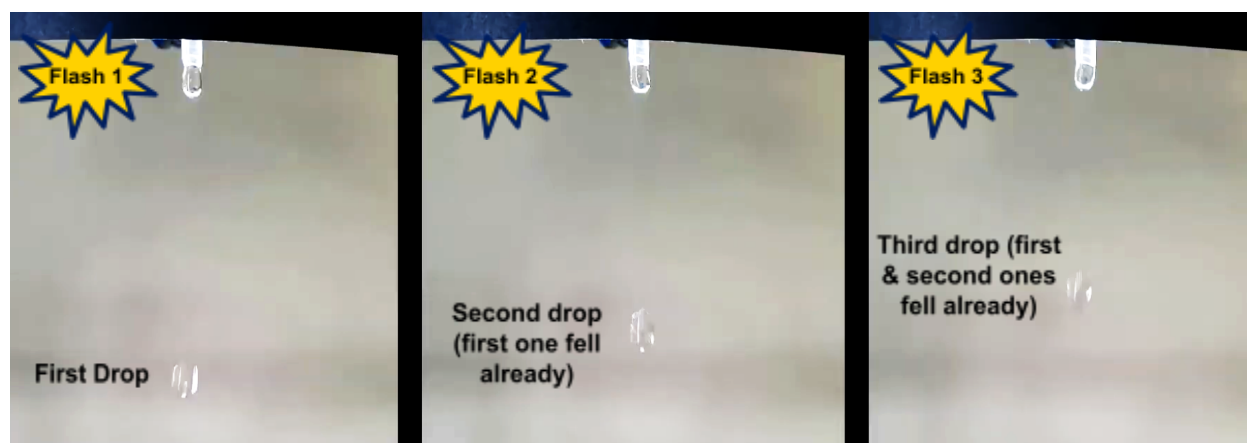 Flash 1
First Drop
Flash 2
Second drop
(first one fell
already)
Flash 3
Third drop (first
& second ones
fell already)